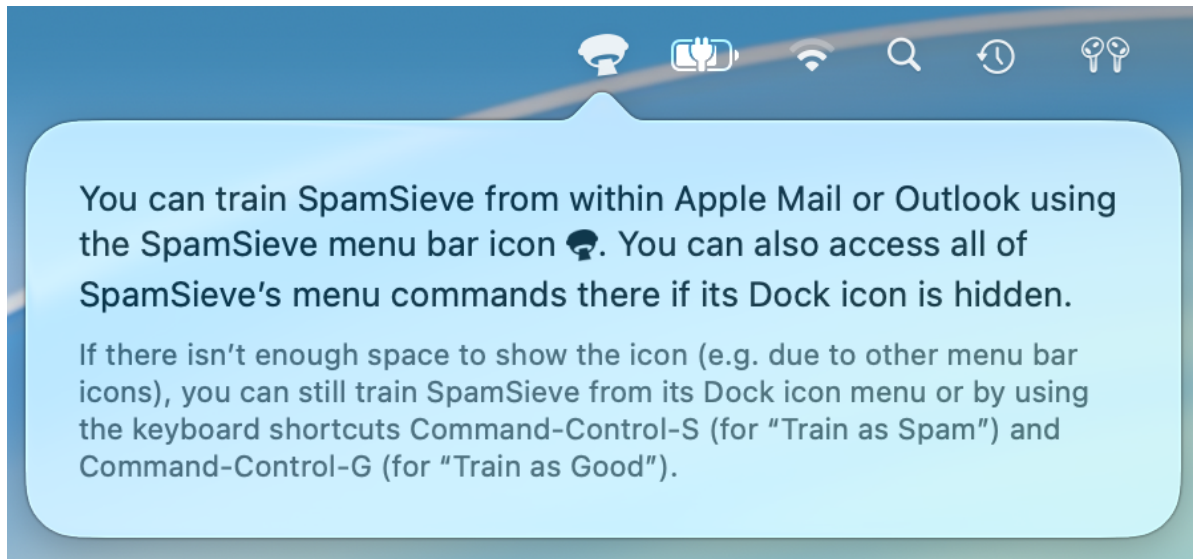 You can train SpamSieve from within Apple Mail or Outlook using
the SpamSieve menu bar icon . You can also access all of
SpamSieve’s menu commands there if its Dock icon is hidden.
If there isn’t enough space to show the icon (e.g. due to other menu bar
icons), you can still train SpamSieve from its Dock icon menu or by using
the keyboard shortcuts Command-Control-S (for “Train as Spam”) and
Command-Control-G (for “Train as Good”).